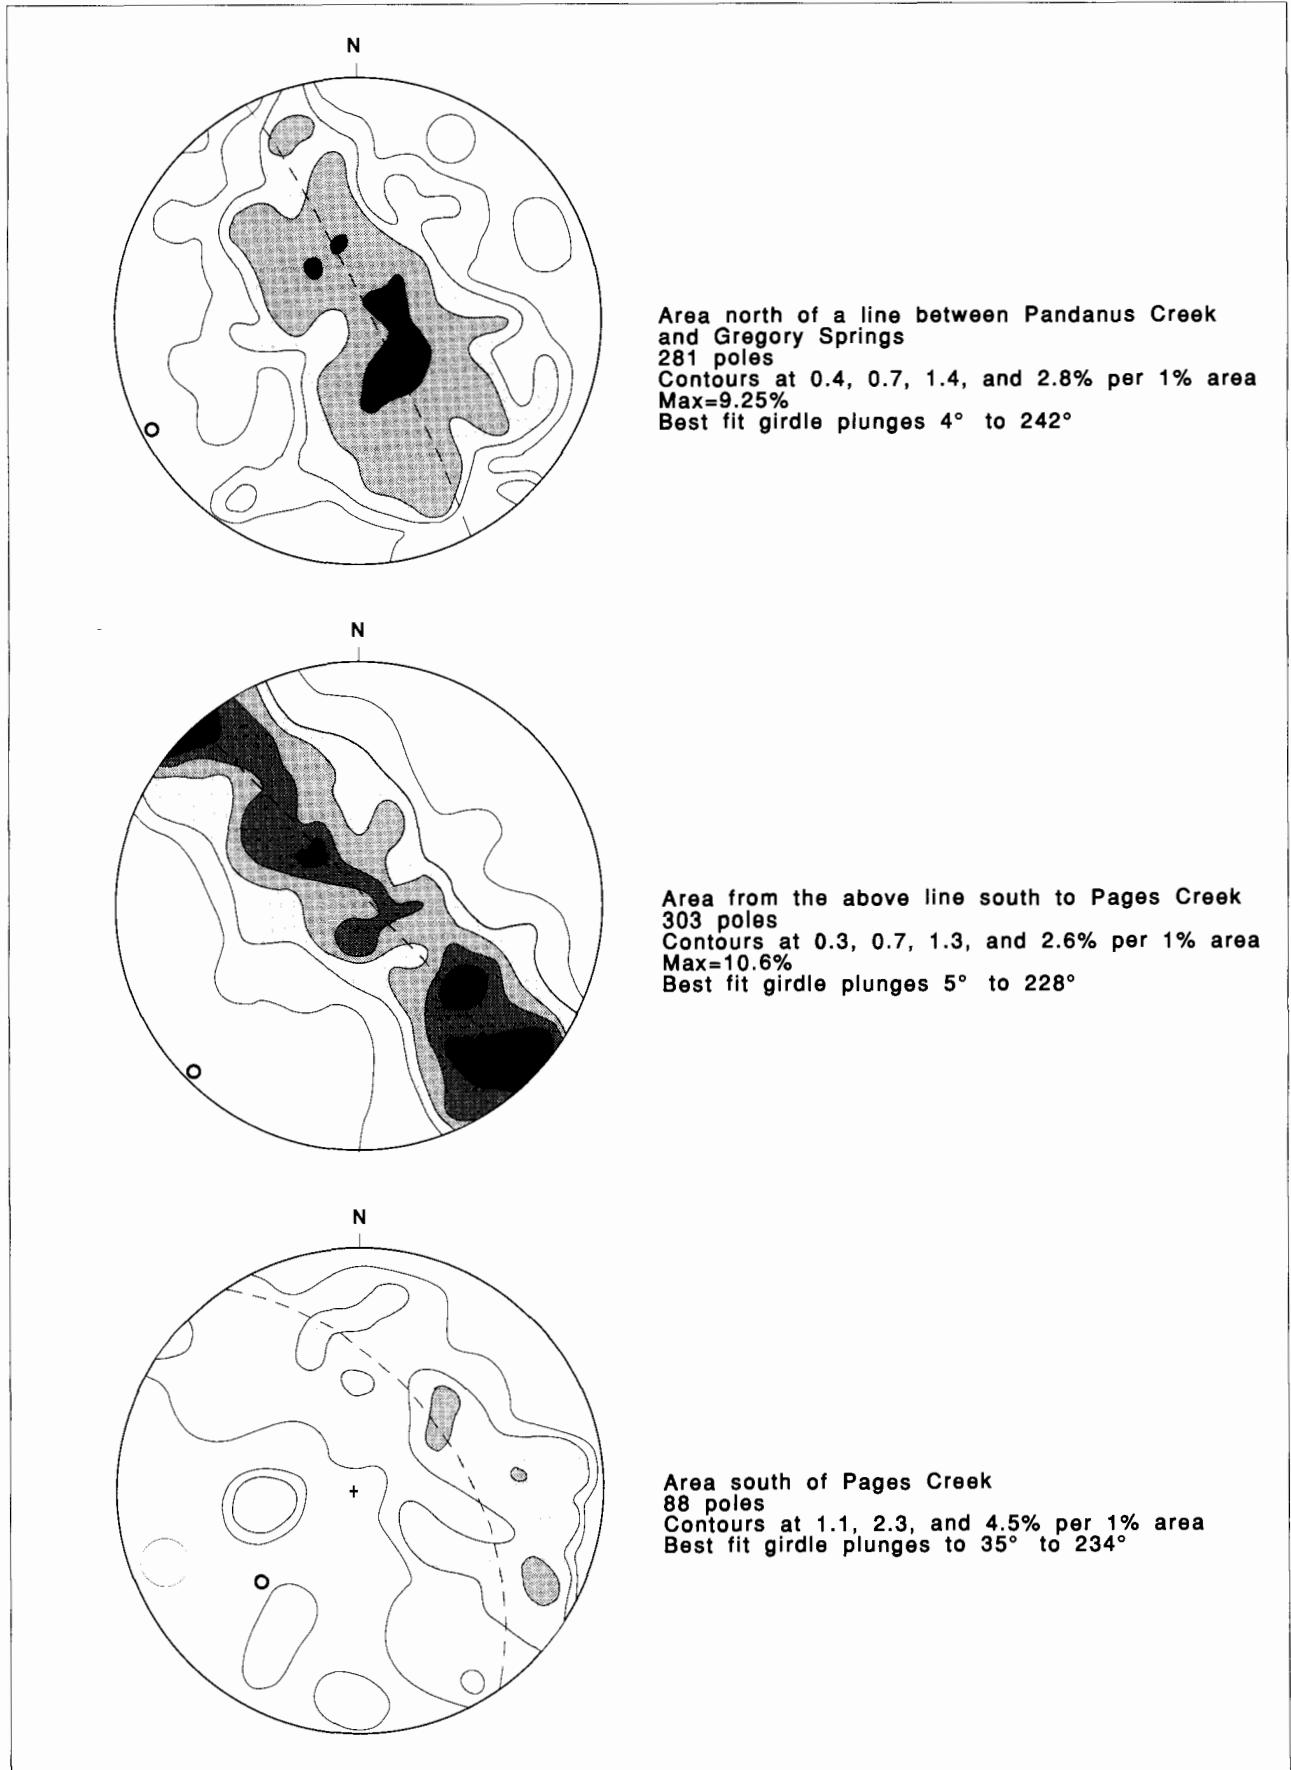 N
Area north of a line between Pandanus Creek
and Gregory Springs
281 poles
Contours at 0.4, 0.7, 1.4, and 2.8% per 1% area
Max=9.25%
Best fit girdle plunges 4° to 242°
N
Area from the above line south to Pages Creek
303 poles
Contours at 0.3, 0.7, 1.3, and 2.6% per 1% area
Max=10.6%
Best fit girdle plunges 5° to 228°
N
Area south of Pages Creek
88 poles
Contours at 1.1, 2.3, and 4.5% per 1% area
Best fit girdle plunges to 35° to 234°